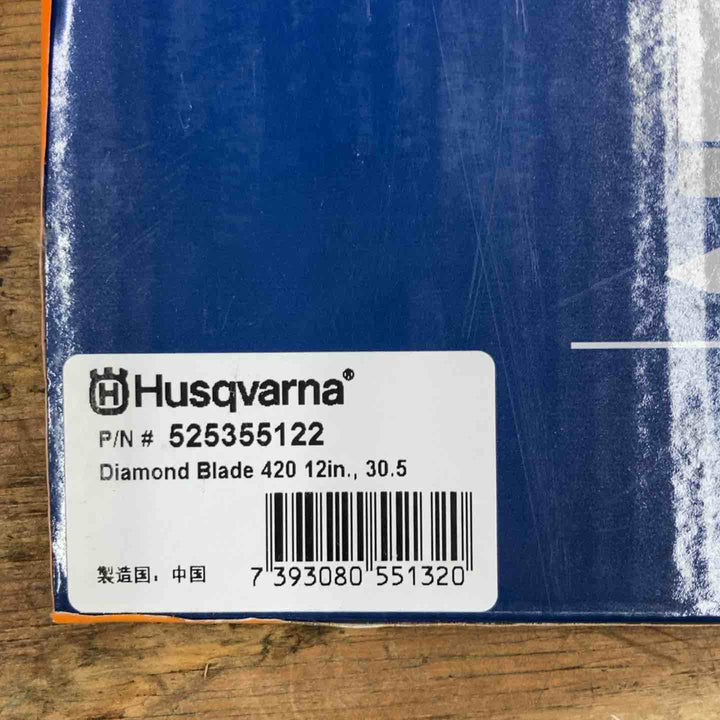 Husqvarna®
P/N # 525355122
Diamond Blade 420 12in., 30.5
製造国: 中国
7 393080 551320